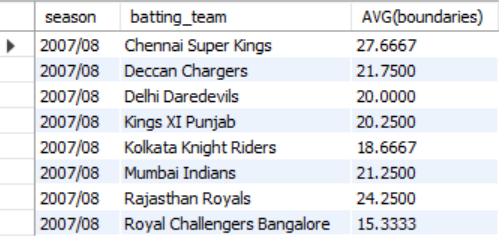 season batting_team AVG(boundaries)
2007/08 Chennai Super Kings 27.6667
2007/08 Deccan Chargers 21.7500
2007/08 Delhi Daredevils 20.0000
2007/08 Kings XI Punjab 20.2500
2007/08 Kolkata Knight Riders 18.6667
2007/08 Mumbai Indians 21.2500
2007/08 Rajasthan Royals 24.2500
2007/08 Royal Challengers Bangalore 15.3333